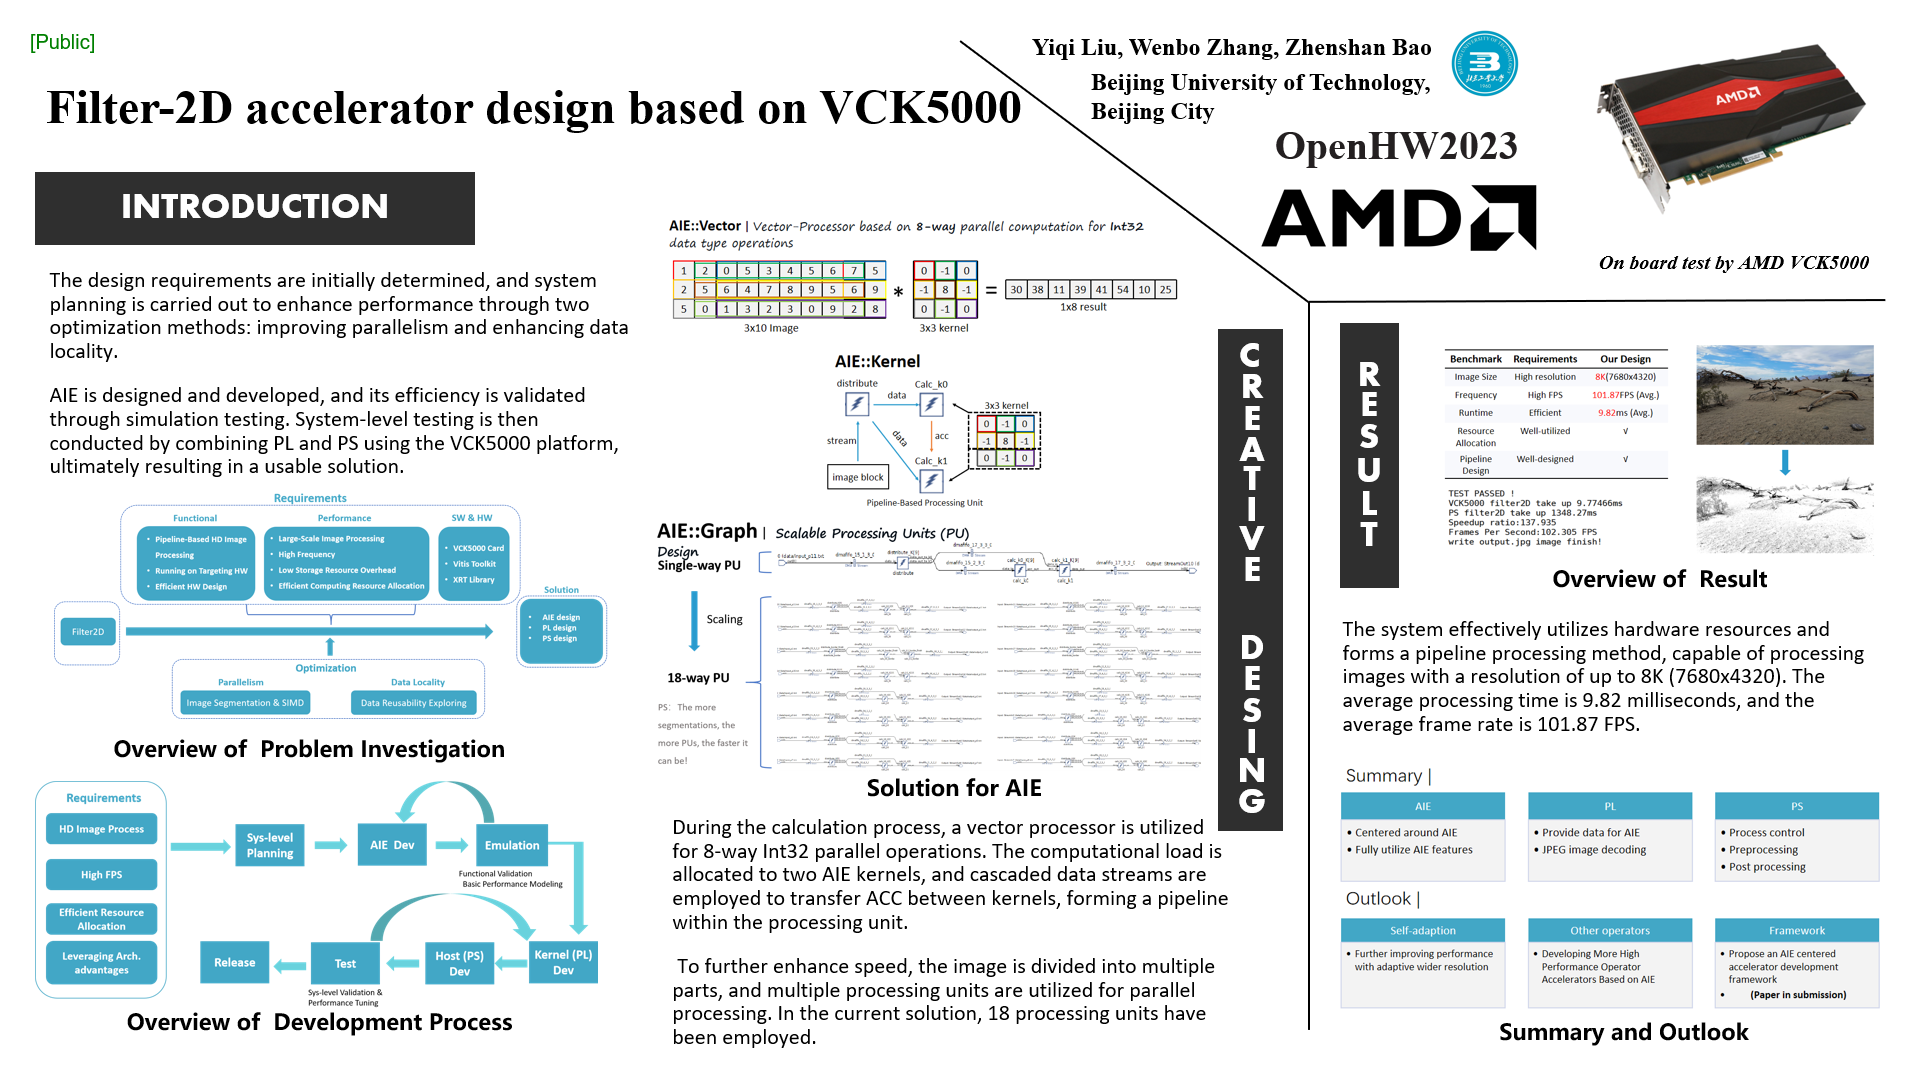 [Public]
Filter-2D accelerator design based on VCK5000
Yiqi Liu, Wenbo Zhang, Zhenshan Bao
Beijing University of Technology,
Beijing City
OpenHW2023
AMD
AMD
On board test by AMD VCK5000
INTRODUCTION
The design requirements are initially determined, and system
planning is carried out to enhance performance through two
optimization methods: improving parallelism and enhancing data
locality.
AIE is designed and developed, and its efficiency is validated
through simulation testing. System-level testing is then
conducted by combining PL and PS using the VCK5000 platform,
ultimately resulting in a usable solution.
Requirements
Functional
• Pipeline-Based HD Image
Processing
• Running on Targeting HW
• Efficient HW Design
Performance
• Large-Scale Image Processing
• High Frequency
• Low Storage Resource Overhead
• Efficient Computing Resource Allocation
SW & HW
• VCK5000 Card
• Vitis Toolkit
• XRT Library
Filter2D
Solution
• AIE design
• PL design
• PS design
Optimization
Parallelism
Image Segmentation & SIMD
Data Locality
Data Reusability Exploring
Overview of Problem Investigation
Requirements
HD Image Process
High FPS
Efficient Resource
Allocation
Leveraging Arch.
advantages
Sys-level
Planning
AIE Dev
Emulation
Functional Validation
Basic Performance Modeling
Release
Test
Host (PS)
Dev
Kernel (PL)
Dev
Sys-level Validation &
Performance Tuning
Overview of Development Process
AIE::Vector | Vector-Processor based on 8-way parallel computation for Int32
data type operations
1 2 0 5 3 4 5 6 7 5
2 5 6 4 7 8 9 5 6 9
5 0 1 3 2 3 0 9 2 8
3x10 Image
*
0 -1 0
-1 8 -1
0 -1 0
3x3 kernel
=
30 38 11 39 41 54 10 25
1x8 result
AIE::Kernel
distribute
data
Calc_k0
3x3 kernel
0 -1 0
-1 8 -1
0 -1 0
stream
data
acc
Calc_k1
image block
Pipeline-Based Processing Unit
AIE::Graph | Scalable Processing Units (PU)
Design
Single-way PU
distribute
Scaling
18-way PU
PS: The more
segmentations, the
more PUs, the faster it
can be!
Solution for AIE
CREATIVE DESING
During the calculation process, a vector processor is utilized
for 8-way Int32 parallel operations. The computational load is
allocated to two AIE kernels, and cascaded data streams are
employed to transfer ACC between kernels, forming a pipeline
within the processing unit.
To further enhance speed, the image is divided into multiple
parts, and multiple processing units are utilized for parallel
processing. In the current solution, 18 processing units have
been employed.
RESULT
Benchmark Requirements Our Design
Image Size High resolution 8K(7680x4320)
Frequency High FPS 101.87FPS (Avg.)
Runtime Efficient 9.82ms (Avg.)
Resource
Allocation Well-utilized √
Pipeline
Design Well-designed √
TEST PASSED !
VCK5000 filter2D take up 9.77466ms
PS filter2D take up 1348.27ms
Speedup ratio:137.935
Frames Per Second:102.305 FPS
write output.jpg image finish!
Overview of Result
The system effectively utilizes hardware resources and
forms a pipeline processing method, capable of processing
images with a resolution of up to 8K (7680x4320). The
average processing time is 9.82 milliseconds, and the
average frame rate is 101.87 FPS.
Summary |
AIE
• Centered around AIE
• Fully utilize AIE features
PL
• Provide data for AIE
• JPEG image decoding
PS
• Process control
• Preprocessing
• Post processing
Outlook |
Self-adaption
• Further improving performance
with adaptive wider resolution
Other operators
• Developing More High
Performance Operator
Accelerators Based on AIE
Framework
• Propose an AIE centered
accelerator development
framework
• (Paper in submission)
Summary and Outlook